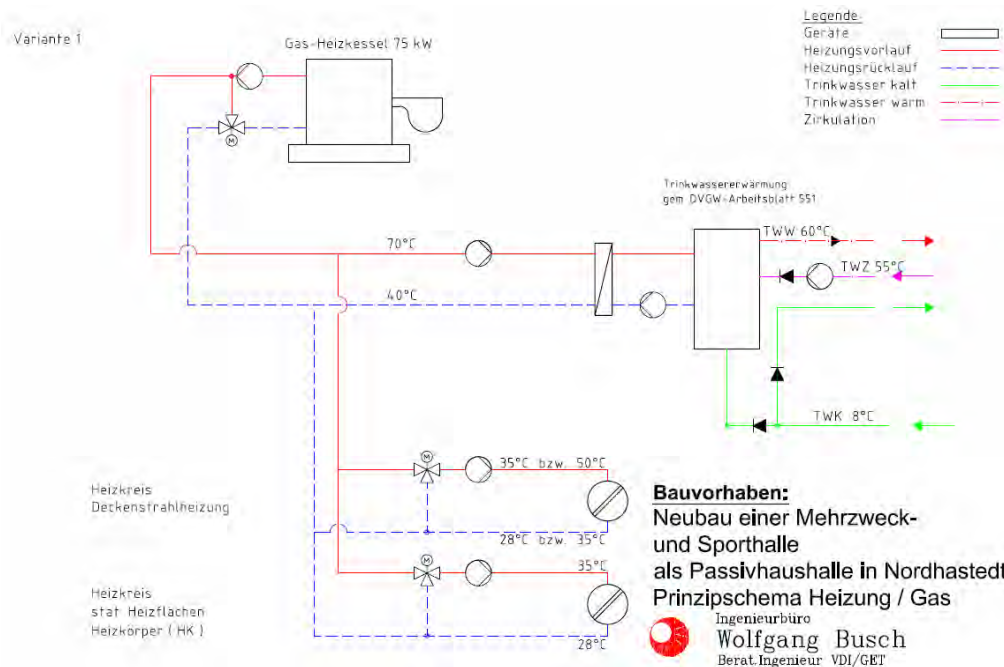 Variante 1
Gas-Heizkessel 75 kW
Legende
Geräte
Heizungsvorlauf
Heizungsrücklauf
Trinkwasser kalt
Trinkwasser warm
Zirkulation
M
Trinkwassererwärmung
gem DVGW-Arbeitsblatt 551
70°C
40°C
TWW 60°C
TWZ 55°C
TWK 8°C
M
35°C bzw. 50°C
Heizkreis
Deckenstrahlheizung
28°C bzw. 35°C
M
35°C
Heizkreis
stat Heizflächen
Heizkörper ( HK )
28°C
Bauvorhaben:
Neubau einer Mehrzweck-
und Sporthalle
als Passivhaushalle in Nordhastedt
Prinzipschema Heizung / Gas
Ingenieurbüro
Wolfgang Busch
Berat.Ingenieur VDI/GET